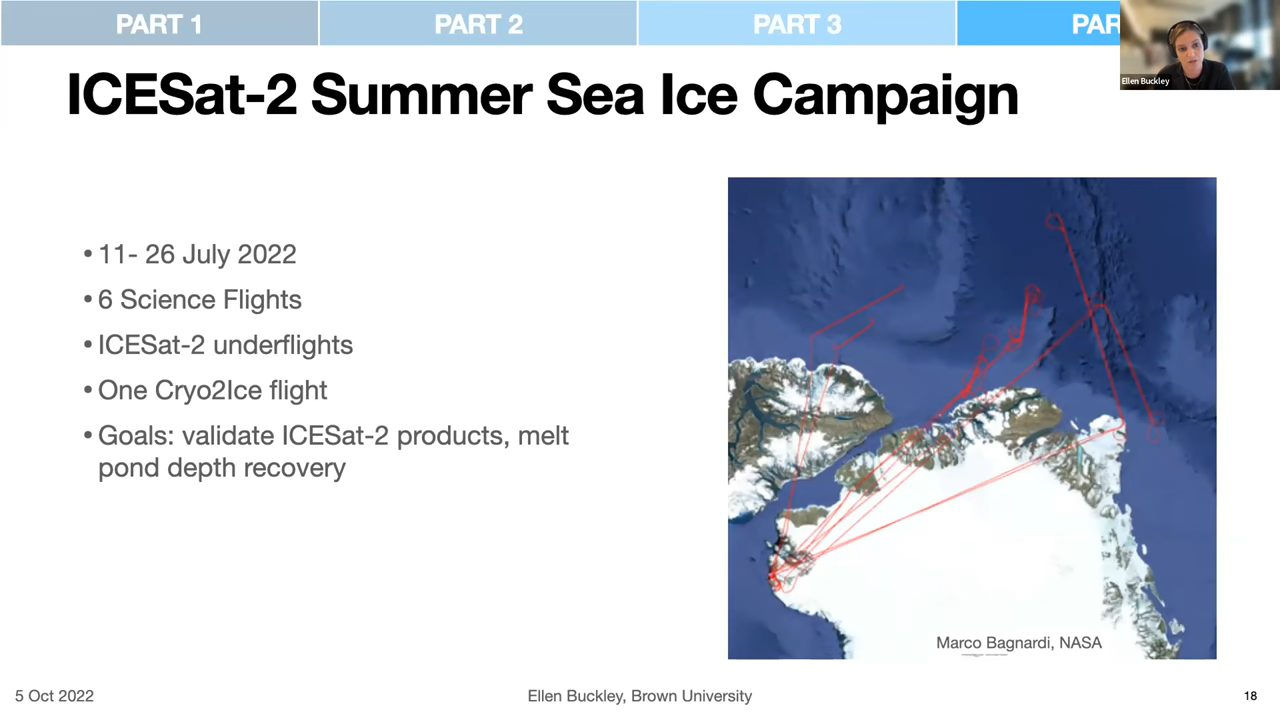 PART 1
PART 2
PART 3
PAR
Ellen Buckley
ICESat-2 Summer Sea Ice Campaign
• 11- 26 July 2022
• 6 Science Flights
• ICESat-2 underflights
• One Cryo2Ice flight
• Goals: validate ICESat-2 products, melt
pond depth recovery
Marco Bagnardi, NASA
5 Oct 2022
Ellen Buckley, Brown University
18